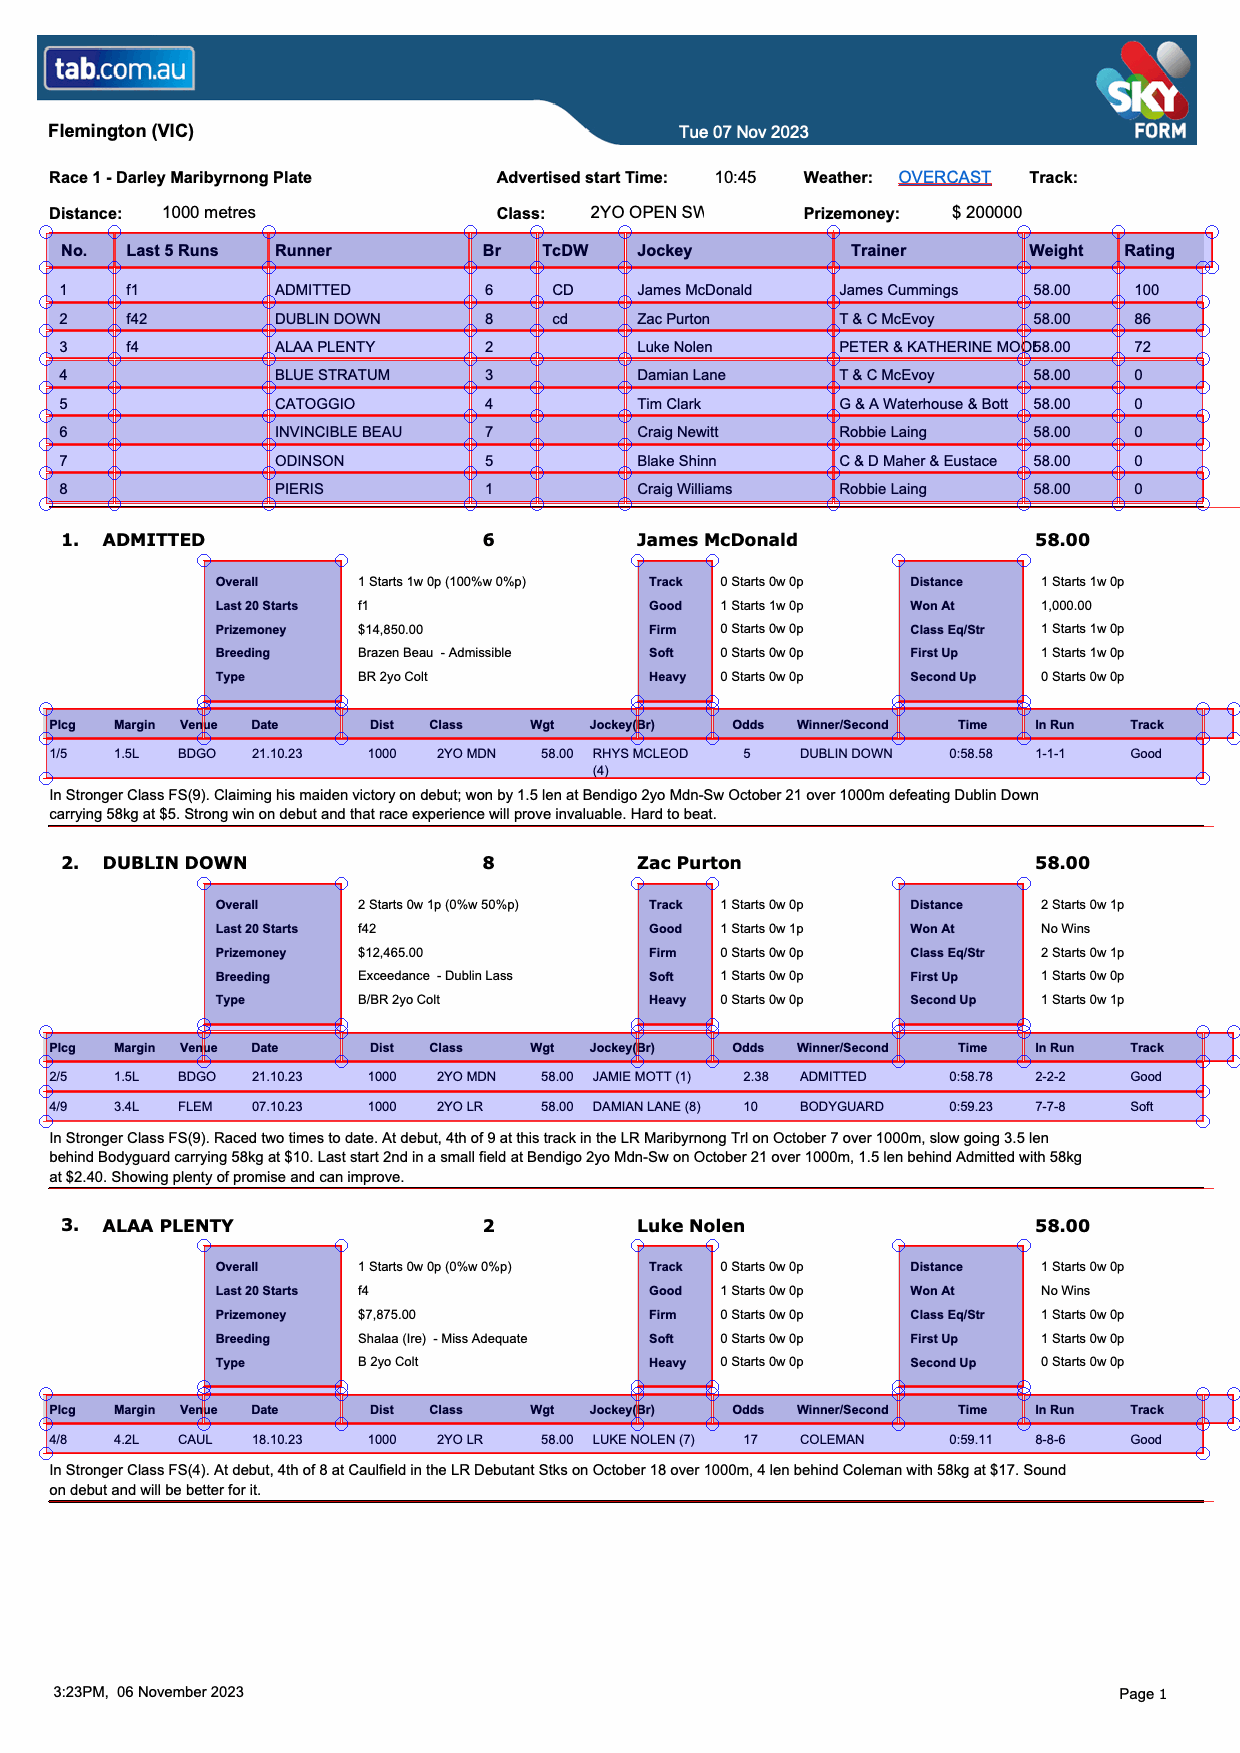 tab.com.au
SKY
FORM
Flemington (VIC) Tue 07 Nov 2023
Race 1 - Darley Maribyrnong Plate Advertised start Time: 10:45 Weather: OVERCAST Track:
Distance: 1000 metres Class: 2YO OPEN SW Prizemoney: $ 200000
No. Last 5 Runs Runner Br TcDW Jockey Trainer Weight Rating
1 f1 ADMITTED 6 CD James McDonald James Cummings 58.00 100
2 f42 DUBLIN DOWN 8 cd Zac Purton T & C McEvoy 58.00 86
3 f4 ALAA PLENTY 2 Luke Nolen PETER & KATHERINE MOO 58.00 72
4 BLUE STRATUM 3 Damian Lane T & C McEvoy 58.00 0
5 CATOGGIO 4 Tim Clark G & A Waterhouse & Bott 58.00 0
6 INVINCIBLE BEAU 7 Craig Newitt Robbie Laing 58.00 0
7 ODINSON 5 Blake Shinn C & D Maher & Eustace 58.00 0
8 PIERIS 1 Craig Williams Robbie Laing 58.00 0
1. ADMITTED 6 James McDonald 58.00
Overall 1 Starts 1w 0p (100%w 0%p) Track 0 Starts 0w 0p Distance 1 Starts 1w 0p
Last 20 Starts f1 Good 1 Starts 1w 0p Won At 1,000.00
Prizemoney $14,850.00 Firm 0 Starts 0w 0p Class Eq/Str 1 Starts 1w 0p
Breeding Brazen Beau - Admissible Soft 0 Starts 0w 0p First Up 1 Starts 1w 0p
Type BR 2yo Colt Heavy 0 Starts 0w 0p Second Up 0 Starts 0w 0p
Plcg Margin Venue Date Dist Class Wgt Jockey(Br) Odds Winner/Second Time In Run Track
1/5 1.5L BDGO 21.10.23 1000 2YO MDN 58.00 RHYS MCLEOD 5 DUBLIN DOWN 0:58.58 1-1-1 Good
(4)
In Stronger Class FS(9). Claiming his maiden victory on debut; won by 1.5 len at Bendigo 2yo Mdn-Sw October 21 over 1000m defeating Dublin Down
carrying 58kg at $5. Strong win on debut and that race experience will prove invaluable. Hard to beat.
2. DUBLIN DOWN 8 Zac Purton 58.00
Overall 2 Starts 0w 1p (0%w 50%p) Track 1 Starts 0w 0p Distance 2 Starts 0w 1p
Last 20 Starts f42 Good 1 Starts 0w 1p Won At No Wins
Prizemoney $12,465.00 Firm 0 Starts 0w 0p Class Eq/Str 2 Starts 0w 1p
Breeding Exceedance - Dublin Lass Soft 1 Starts 0w 0p First Up 1 Starts 0w 0p
Type B/BR 2yo Colt Heavy 0 Starts 0w 0p Second Up 1 Starts 0w 1p
Plcg Margin Venue Date Dist Class Wgt Jockey(Br) Odds Winner/Second Time In Run Track
2/5 1.5L BDGO 21.10.23 1000 2YO MDN 58.00 JAMIE MOTT (1) 2.38 ADMITTED 0:58.78 2-2-2 Good
4/9 3.4L FLEM 07.10.23 1000 2YO LR 58.00 DAMIAN LANE (8) 10 BODYGUARD 0:59.23 7-7-8 Soft
In Stronger Class FS(9). Raced two times to date. At debut, 4th of 9 at this track in the LR Maribyrnong Trl on October 7 over 1000m, slow going 3.5 len
behind Bodyguard carrying 58kg at $10. Last start 2nd in a small field at Bendigo 2yo Mdn-Sw on October 21 over 1000m, 1.5 len behind Admitted with 58kg
at $2.40. Showing plenty of promise and can improve.
3. ALAA PLENTY 2 Luke Nolen 58.00
Overall 1 Starts 0w 0p (0%w 0%p) Track 0 Starts 0w 0p Distance 1 Starts 0w 0p
Last 20 Starts f4 Good 1 Starts 0w 0p Won At No Wins
Prizemoney $7,875.00 Firm 0 Starts 0w 0p Class Eq/Str 1 Starts 0w 0p
Breeding Shalaa (Ire) - Miss Adequate Soft 0 Starts 0w 0p First Up 1 Starts 0w 0p
Type B 2yo Colt Heavy 0 Starts 0w 0p Second Up 0 Starts 0w 0p
Plcg Margin Venue Date Dist Class Wgt Jockey(Br) Odds Winner/Second Time In Run Track
4/8 4.2L CAUL 18.10.23 1000 2YO LR 58.00 LUKE NOLEN (7) 17 COLEMAN 0:59.11 8-8-6 Good
In Stronger Class FS(4). At debut, 4th of 8 at Caulfield in the LR Debutant Stks on October 18 over 1000m, 4 len behind Coleman with 58kg at $17. Sound
on debut and will be better for it.
3:23PM, 06 November 2023 Page 1